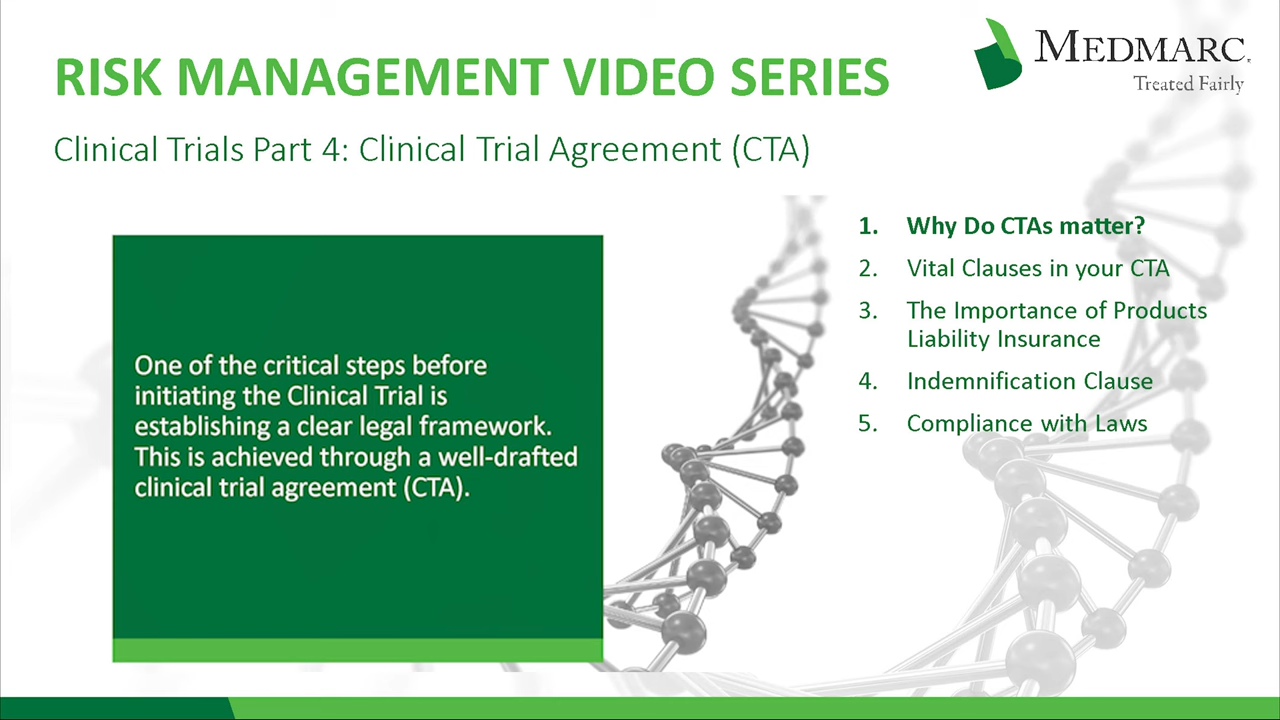 RISK MANAGEMENT VIDEO SERIES
MEDMARC
Treated Fairly
Clinical Trials Part 4: Clinical Trial Agreement (CTA)
One of the critical steps before
initiating the Clinical Trial is
establishing a clear legal framework.
This is achieved through a well-drafted
clinical trial agreement (CTA).
1. Why Do CTAs matter?
2. Vital Clauses in your CTA
3. The Importance of Products
Liability Insurance
4. Indemnification Clause
5. Compliance with Laws